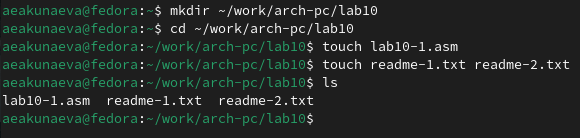 aeakunaeva@fedora:~$ mkdir ~/work/arch-pc/lab10
aeakunaeva@fedora:~$ cd ~/work/arch-pc/lab10
aeakunaeva@fedora:~/work/arch-pc/lab10$ touch lab10-1.asm
aeakunaeva@fedora:~/work/arch-pc/lab10$ touch readme-1.txt readme-2.txt
aeakunaeva@fedora:~/work/arch-pc/lab10$ ls
lab10-1.asm  readme-1.txt  readme-2.txt
aeakunaeva@fedora:~/work/arch-pc/lab10$